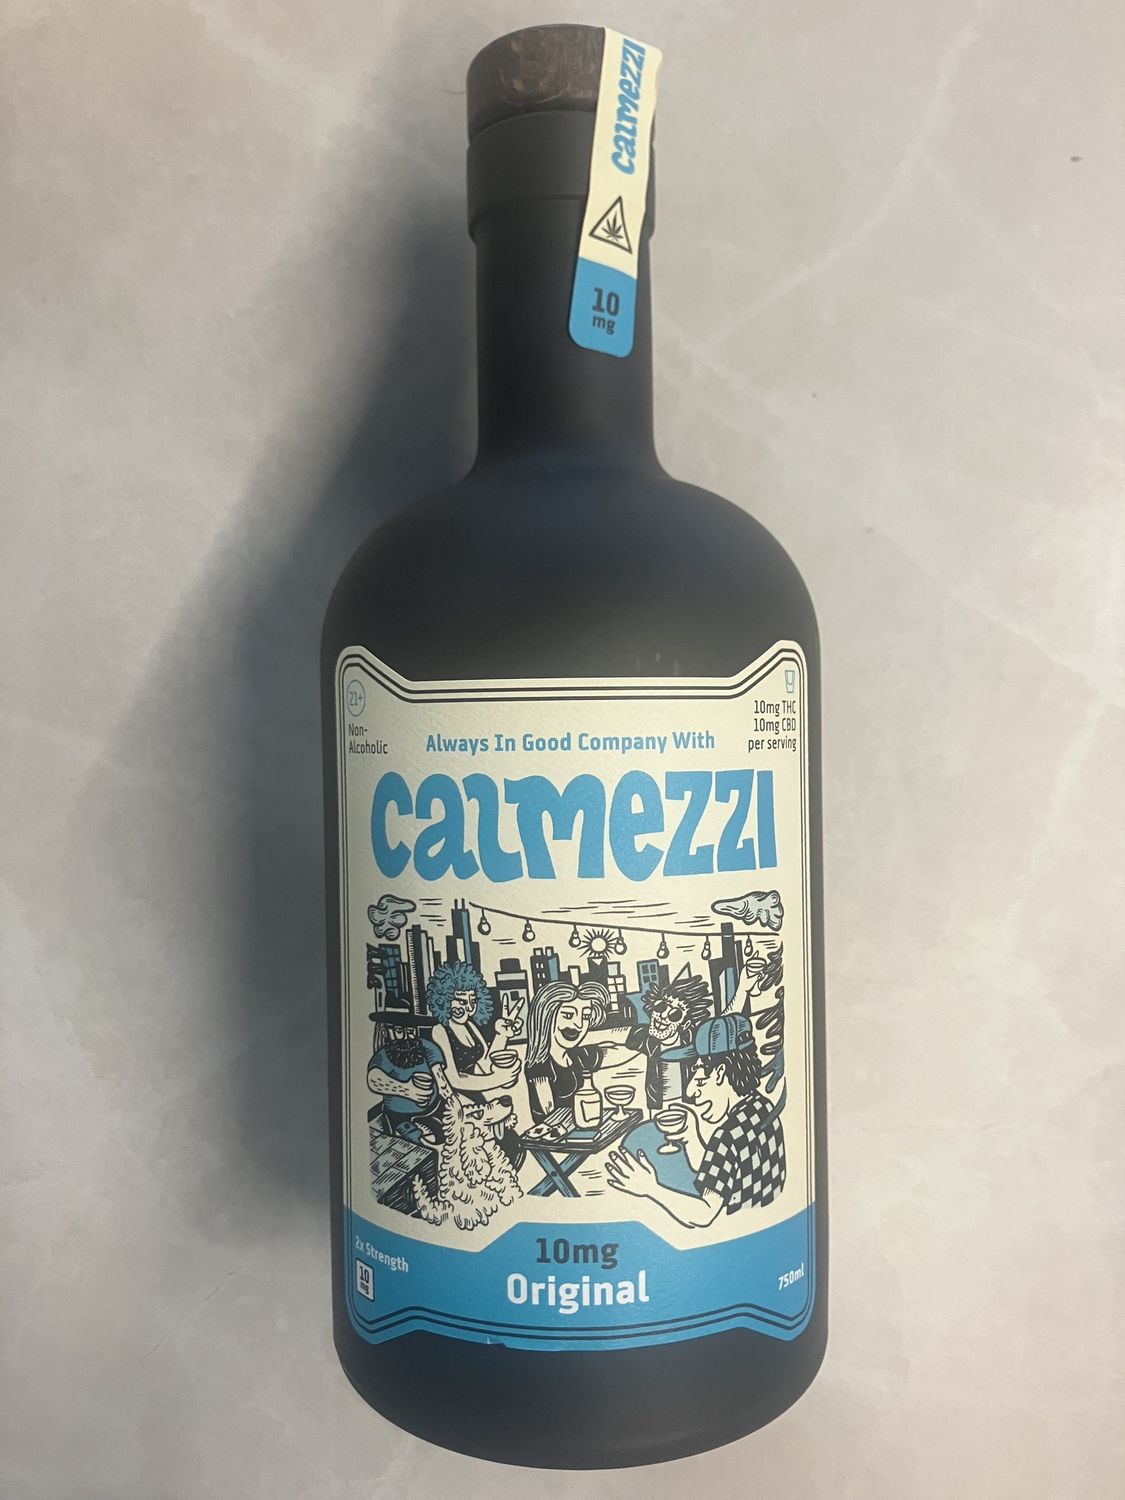 Calmezzi
10
mg
21+
Non-
Alcoholic
10mg THC
10mg CBD
per serving
Always In Good Company With
Calmezzi
2x Strength
10
mg
10mg
Original
750ml